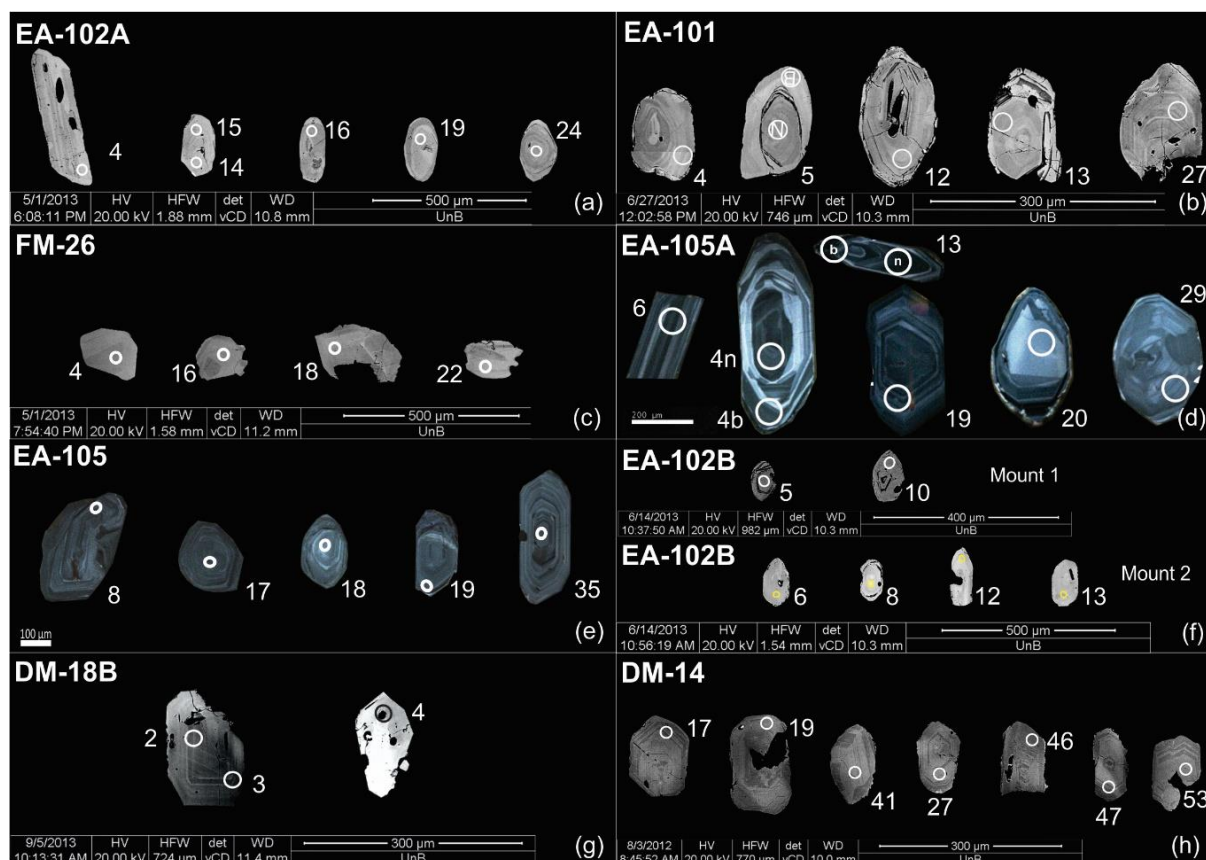 EA-102A
4
15
14
16
19
24
5/1/2013 HV HFW det WD 500 µm
6:08:11 PM 20.00 kV 1.88 mm vCD 10.8 mm UnB
(a)
EA-101
4
B
N
5
12
13
27
6/27/2013 HV HFW det WD 300 µm
12:02:58 PM 20.00 kV 746 µm vCD 10.3 mm UnB
(b)
FM-26
4
16
18
22
5/1/2013 HV HFW det WD 500 µm
7:54:40 PM 20.00 kV 1.58 mm vCD 11.2 mm UnB
(c)
EA-105A
6
4n
4b
b
n
13
19
20
29
200 µm
(d)
EA-105
8
17
18
19
35
100 µm
(e)
EA-102B
5
10
Mount 1
6/14/2013 HV HFW det WD 400 µm
10:37:50 AM 20.00 kV 982 µm vCD 10.3 mm UnB
EA-102B
6
8
12
13
Mount 2
6/14/2013 HV HFW det WD 500 µm
10:56:19 AM 20.00 kV 1.54 mm vCD 10.3 mm UnB
(f)
DM-18B
2
3
4
9/5/2013 HV HFW det WD 300 µm
10:13:31 AM 20.00 kV 724 µm vCD 11.4 mm UnB
(g)
DM-14
17
19
41
27
46
47
53
8/3/2012 HV HFW det WD 300 µm
8:45:52 AM 20.00 kV 770 µm vCD 10.0 mm UnB
(h)